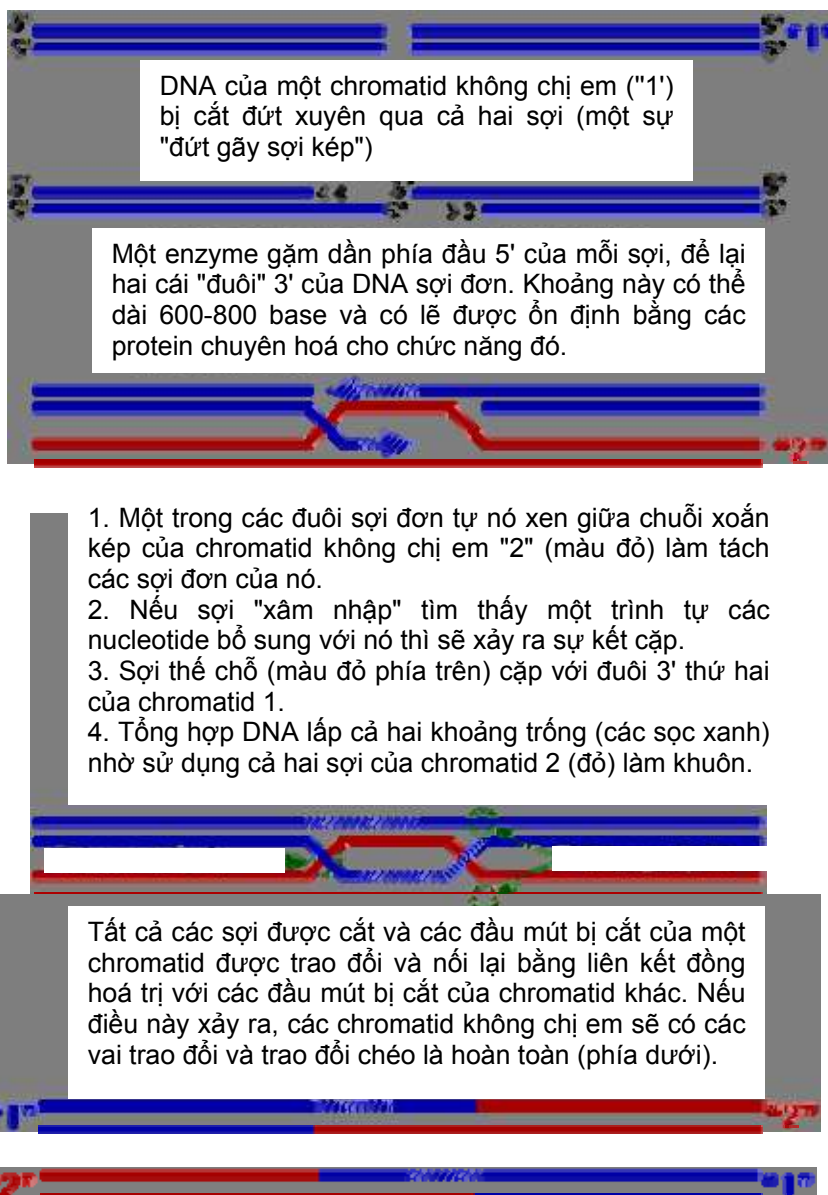 "1"
DNA của một chromatid không chị em ("1')
bị cắt đứt xuyên qua cả hai sợi (một sự
"đứt gãy sợi kép")
Một enzyme gặm dần phía đầu 5' của mỗi sợi, để lại
hai cái "đuôi" 3' của DNA sợi đơn. Khoảng này có thể
dài 600-800 base và có lẽ được ổn định bằng các
protein chuyên hoá cho chức năng đó.
"2"
1. Một trong các đuôi sợi đơn tự nó xen giữa chuỗi xoắn
kép của chromatid không chị em "2" (màu đỏ) làm tách
các sợi đơn của nó.
2. Nếu sợi "xâm nhập" tìm thấy một trình tự các
nucleotide bổ sung với nó thì sẽ xảy ra sự kết cặp.
3. Sợi thế chỗ (màu đỏ phía trên) cặp với đuôi 3' thứ hai
của chromatid 1.
4. Tổng hợp DNA lấp cả hai khoảng trống (các sọc xanh)
nhờ sử dụng cả hai sợi của chromatid 2 (đỏ) làm khuôn.
Tất cả các sợi được cắt và các đầu mút bị cắt của một
chromatid được trao đổi và nối lại bằng liên kết đồng
hoá trị với các đầu mút bị cắt của chromatid khác. Nếu
điều này xảy ra, các chromatid không chị em sẽ có các
vai trao đổi và trao đổi chéo là hoàn toàn (phía dưới).
"1" "2"
"2" "1"